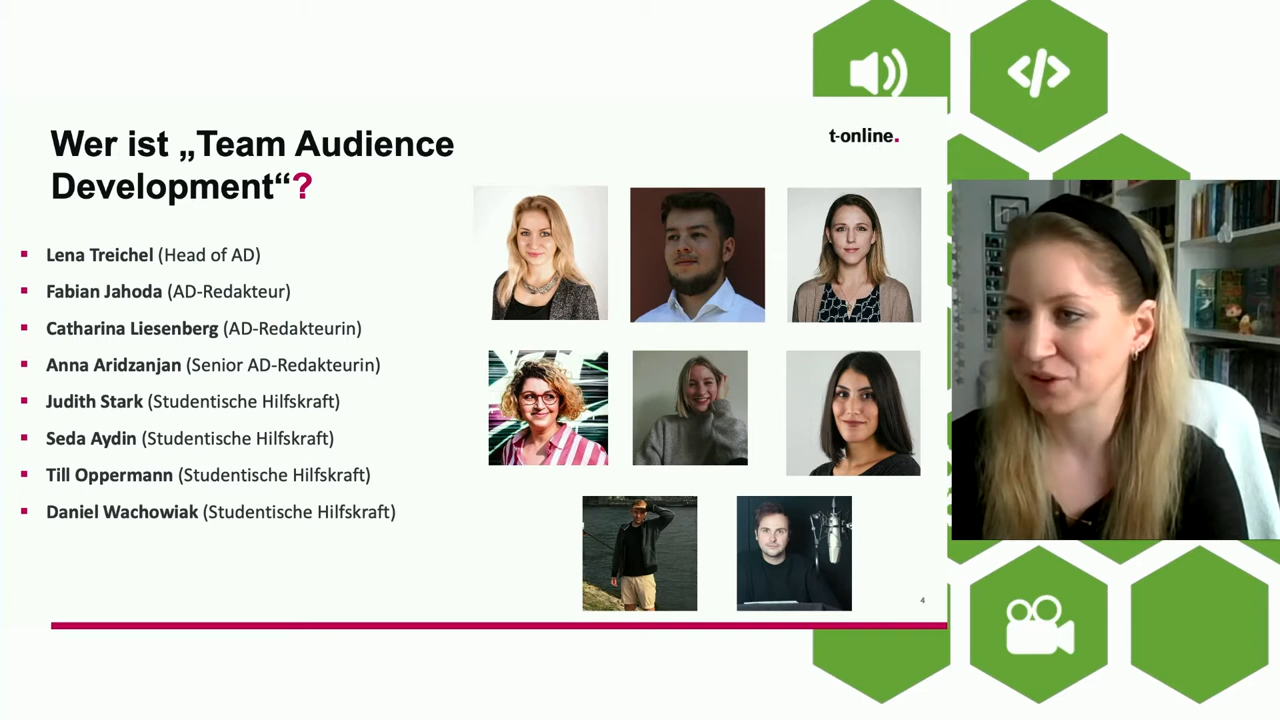 Wer ist „Team Audience
Development“?
t-online.
▪ Lena Treichel (Head of AD)
▪ Fabian Jahoda (AD-Redakteur)
▪ Catharina Liesenberg (AD-Redakteurin)
▪ Anna Aridzanjan (Senior AD-Redakteurin)
▪ Judith Stark (Studentische Hilfskraft)
▪ Seda Aydin (Studentische Hilfskraft)
▪ Till Oppermann (Studentische Hilfskraft)
▪ Daniel Wachowiak (Studentische Hilfskraft)
4